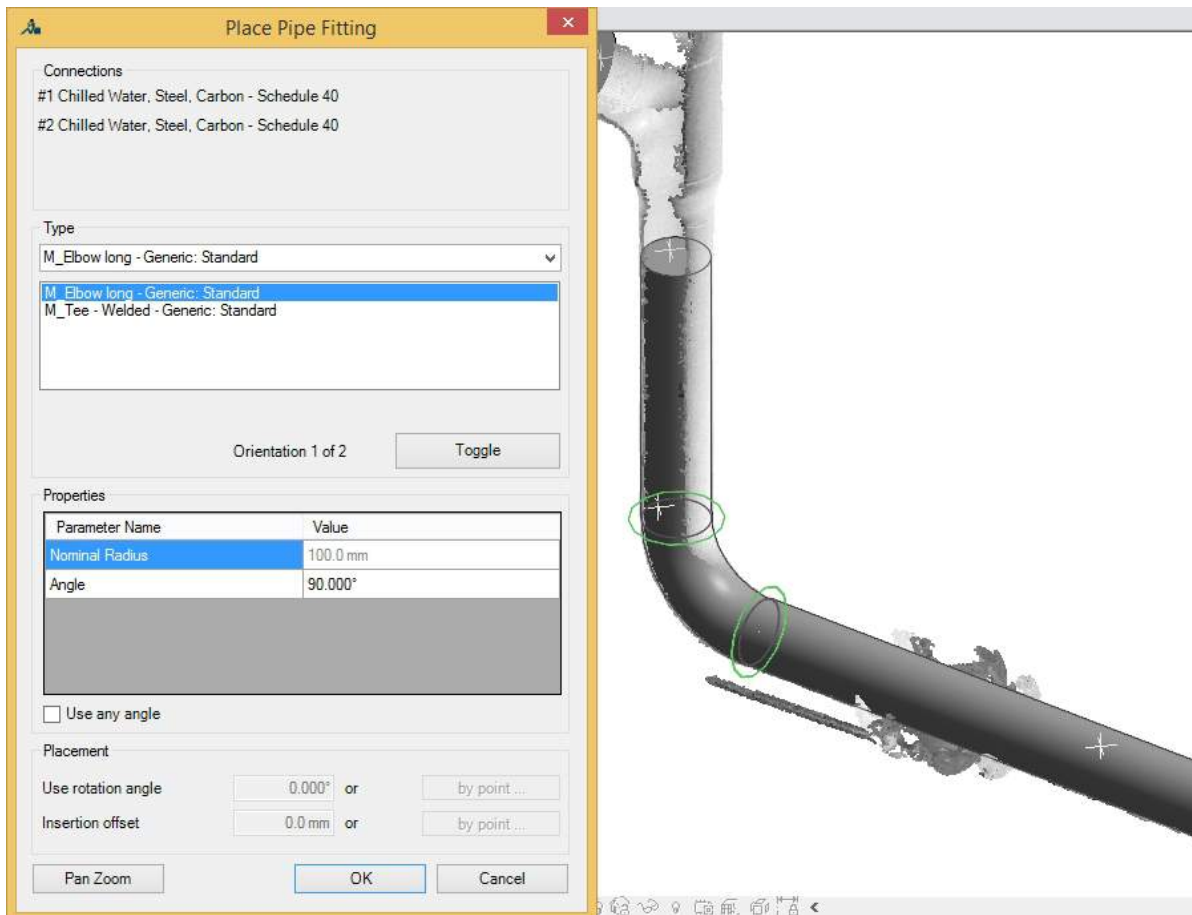 Place Pipe Fitting
Connections
#1 Chilled Water, Steel, Carbon - Schedule 40
#2 Chilled Water, Steel, Carbon - Schedule 40
Type
M_Elbow long - Generic: Standard
M_Elbow long - Generic: Standard
M_Tee - Welded - Generic: Standard
Orientation 1 of 2 Toggle
Properties
Parameter Name Value
Nominal Radius 100.0 mm
Angle 90.000°
Use any angle
Placement
Use rotation angle 0.000° or by point ...
Insertion offset 0.0 mm or by point ...
Pan Zoom OK Cancel